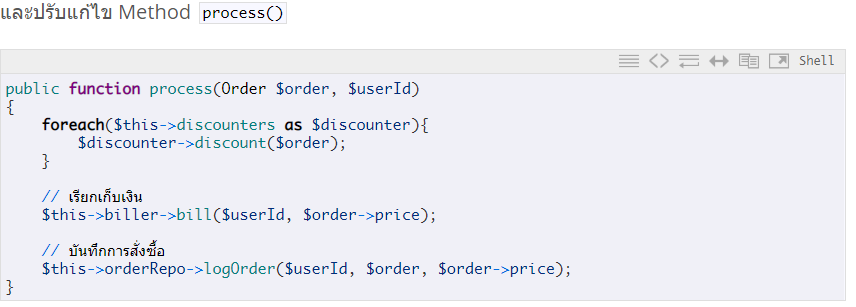 และปรับแก้ไข Method process()
Shell
public function process(Order $order, $userId)
{
    foreach($this->discounters as $discounter){
        $discounter->discount($order);
    }
    // เรียกเก็บเงิน
    $this->biller->bill($userId, $order->price);
    // บันทึกการสั่งซื้อ
    $this->orderRepo->logOrder($userId, $order, $order->price);
}